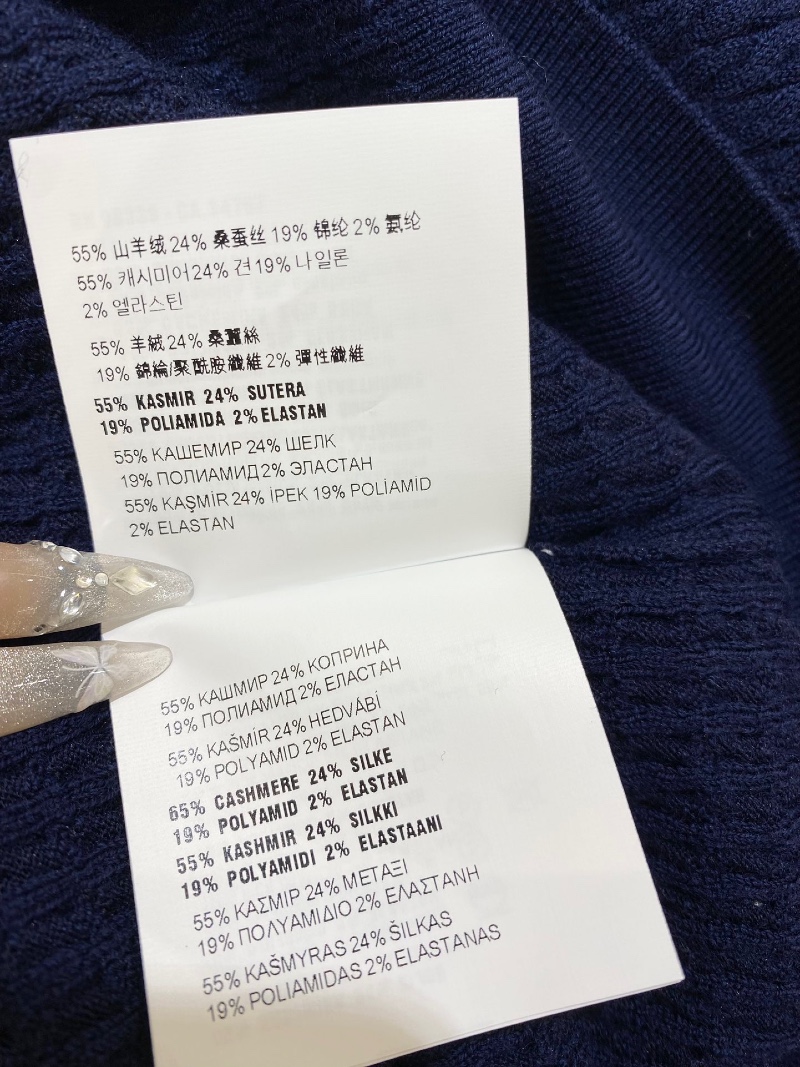 55% 山羊绒 24% 桑蚕丝 19% 锦纶 2% 氨纶
55% 캐시미어 24% 견 19% 나일론
2% 엘라스틴
55% 羊絨 24% 桑蠶絲
19% 錦綸/聚酰胺纖維 2% 彈性纖維
55% KASMIR 24% SUTERA
19% POLIAMIDA 2% ELASTAN
55% КАШЕМИР 24% ШЕЛК
19% ПОЛИАМИД 2% ЭЛАСТАН
55% KAŞMİR 24% İPEK 19% POLİAMİD
2% ELASTAN
55% КАШМИР 24% КОПРИНА
19% ПОЛИАМИД 2% ЕЛАСТАН
55% KAŠMÍR 24% HEDVÁBÍ
19% POLYAMID 2% ELASTAN
65% CASHMERE 24% SILKE
19% POLYAMID 2% ELASTAN
55% KASHMIR 24% SILKKI
19% POLYAMIDI 2% ELASTAANI
55% ΚΑΣΜΙΡ 24% ΜΕΤΑΞΙ
19% ΠΟΛΥΑΜΙΔΙΟ 2% ΕΛΑΣΤΑΝΗ
55% KAŠMYRAS 24% ŠILKAS
19% POLIAMIDAS 2% ELASTANAS